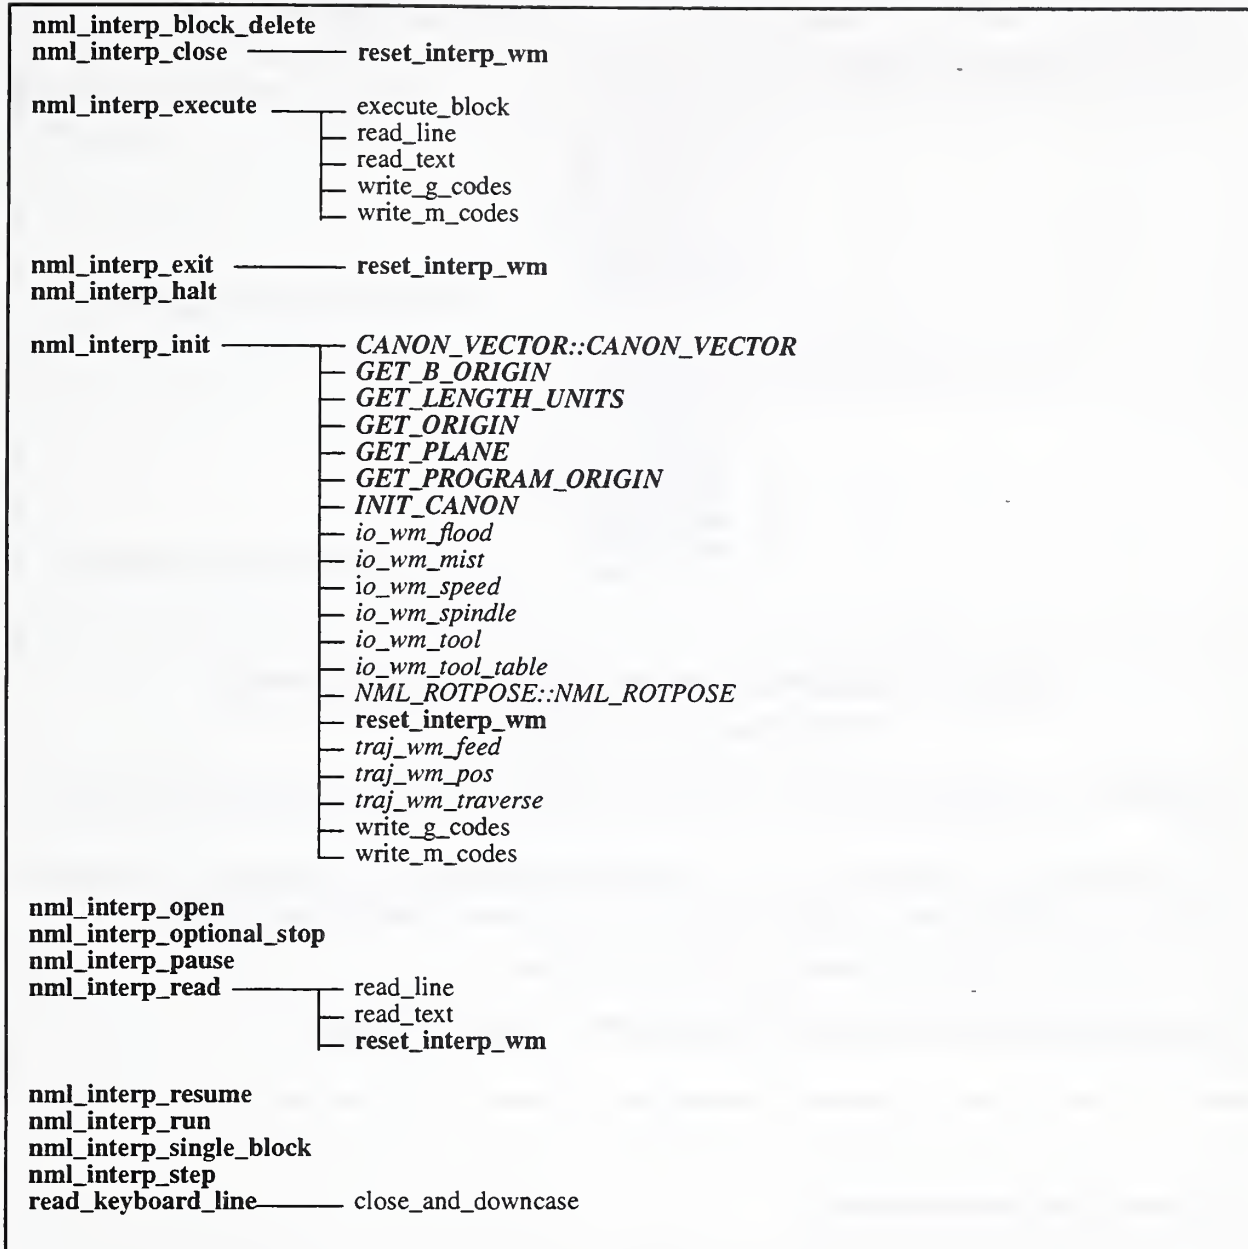 nml_interp_block_delete
nml_interp_close reset_interp_wm
nml_interp_execute execute_block
read_line
read_text
write_g_codes
write_m_codes
nml_interp_exit reset_interp_wm
nml_interp_halt
nml_interp_init CANON_VECTOR::CANON_VECTOR
GET_B_ORIGIN
GET_LENGTH_UNITS
GET_ORIGIN
GET_PLANE
GET_PROGRAM_ORIGIN
INIT_CANON
io_wm_flood
io_wm_mist
io_wm_speed
io_wm_spindle
io_wm_tool
io_wm_tool_table
NML_ROTPOSE::NML_ROTPOSE
reset_interp_wm
traj_wm_feed
traj_wm_pos
traj_wm_traverse
write_g_codes
write_m_codes
nml_interp_open
nml_interp_optional_stop
nml_interp_pause
nml_interp_read read_line
read_text
reset_interp_wm
nml_interp_resume
nml_interp_run
nml_interp_single_block
nml_interp_step
read_keyboard_line close_and_downcase